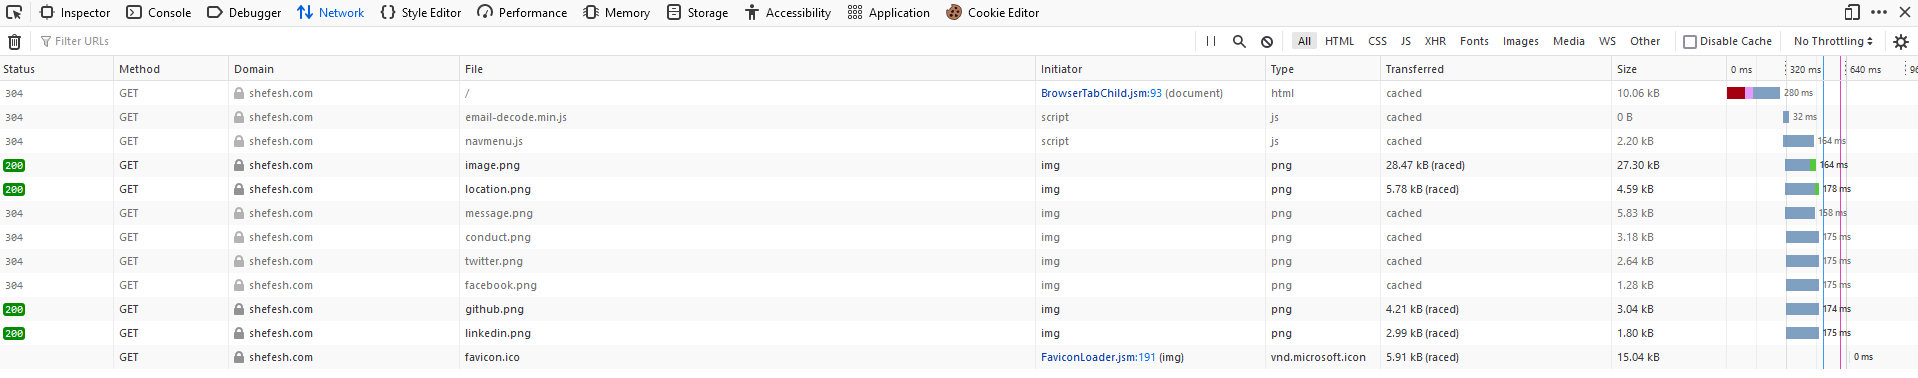 Inspector Console Debugger Network Style Editor Performance Memory Storage Accessibility Application Cookie Editor
Filter URLs All HTML CSS JS XHR Fonts Images Media WS Other Disable Cache No Throttling
Status Method Domain File Initiator Type Transferred Size 0 ms 320 ms 640 ms
304 GET shefesh.com / BrowserTabChild.jsm:93 (document) html cached 10.06 kB 280 ms
304 GET shefesh.com email-decode.min.js script js cached 0 B 32 ms
304 GET shefesh.com navmenu.js script js cached 2.20 kB 164 ms
200 GET shefesh.com image.png img png 28.47 kB (raced) 27.30 kB 164 ms
200 GET shefesh.com location.png img png 5.78 kB (raced) 4.59 kB 178 ms
304 GET shefesh.com message.png img png cached 5.83 kB 158 ms
304 GET shefesh.com conduct.png img png cached 3.18 kB 175 ms
304 GET shefesh.com twitter.png img png cached 2.64 kB 175 ms
304 GET shefesh.com facebook.png img png cached 1.28 kB 175 ms
200 GET shefesh.com github.png img png 4.21 kB (raced) 3.04 kB 174 ms
200 GET shefesh.com linkedin.png img png 2.99 kB (raced) 1.80 kB 175 ms
GET shefesh.com favicon.ico FaviconLoader.jsm:191 (img) vnd.microsoft.icon 5.91 kB (raced) 15.04 kB 0 ms